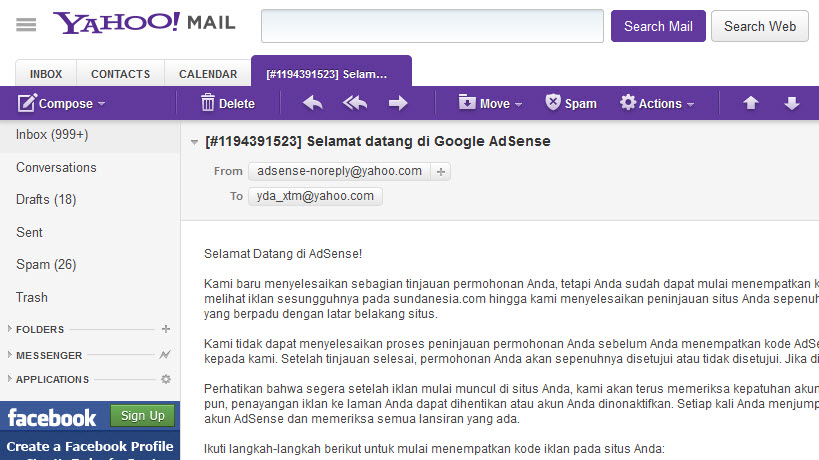 YAHOO! MAIL
Search Mail
Search Web
INBOX
CONTACTS
CALENDAR
[#1194391523] Selam...
Compose
Delete
Move
Spam
Actions
Inbox (999+)
Conversations
Drafts (18)
Sent
Spam (26)
Trash
FOLDERS
MESSENGER
APPLICATIONS
facebook
Sign Up
Create a Facebook Profile
[#1194391523] Selamat datang di Google AdSense
From adsense-noreply@yahoo.com +
To yda_xtm@yahoo.com
Selamat Datang di AdSense!
Kami baru menyelesaikan sebagian tinjauan permohonan Anda, tetapi Anda sudah dapat mulai menempatkan k
melihat iklan sesungguhnya pada sundanesia.com hingga kami menyelesaikan peninjauan situs Anda sepenuh
yang berpadu dengan latar belakang situs.
Kami tidak dapat menyelesaikan proses peninjauan permohonan Anda sebelum Anda menempatkan kode AdSe
kepada kami. Setelah tinjauan selesai, permohonan Anda akan sepenuhnya disetujui atau tidak disetujui. Jika di
Perhatikan bahwa segera setelah iklan mulai muncul di situs Anda, kami akan terus memeriksa kepatuhan akun
pun, penayangan iklan ke laman Anda dapat dihentikan atau akun Anda dinonaktifkan. Setiap kali Anda menjump
akun AdSense dan memeriksa semua lansiran yang ada.
Ikuti langkah-langkah berikut untuk mulai menempatkan kode iklan pada situs Anda: